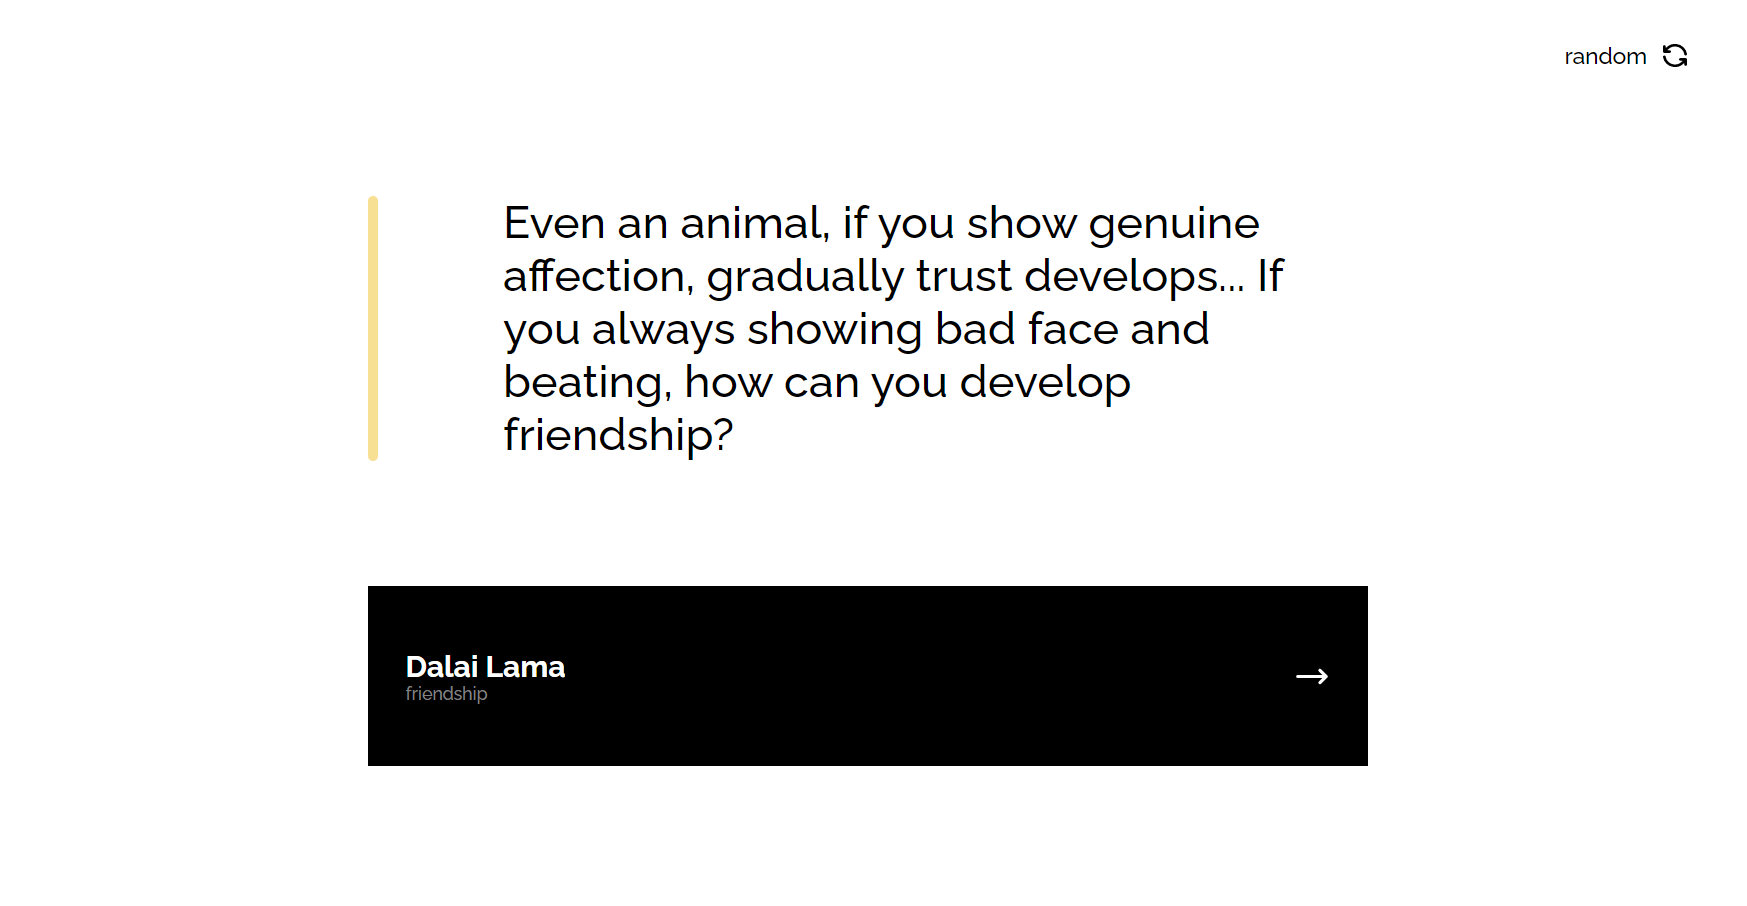 random
Even an animal, if you show genuine
affection, gradually trust develops... If
you always showing bad face and
beating, how can you develop
friendship?
Dalai Lama
friendship